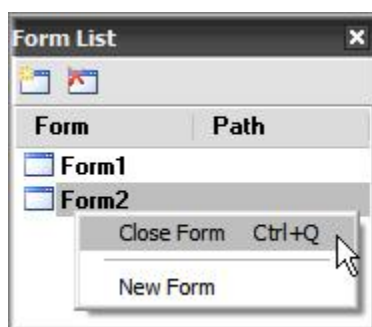 Form List
Form Path
Form1
Form2
Close Form Ctrl+Q
New Form